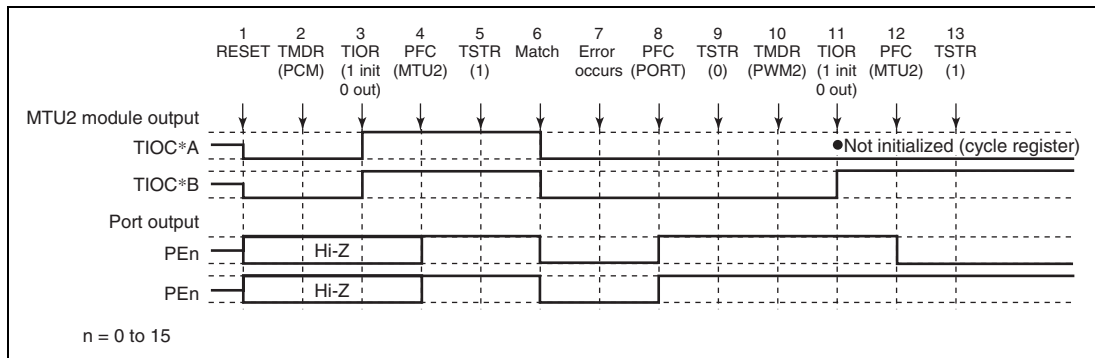 1 2 3 4 5 6 7 8 9 10 11 12 13
RESET TMDR TIOR PFC TSTR Match Error PFC TSTR TMDR TIOR PFC TSTR
(PCM) (1 init (MTU2) (1) occurs (PORT) (0) (PWM2) (1 init (MTU2) (1)
0 out) 0 out)
MTU2 module output
TIOC*A ●Not initialized (cycle register)
TIOC*B
Port output
PEn Hi-Z
PEn Hi-Z
n = 0 to 15